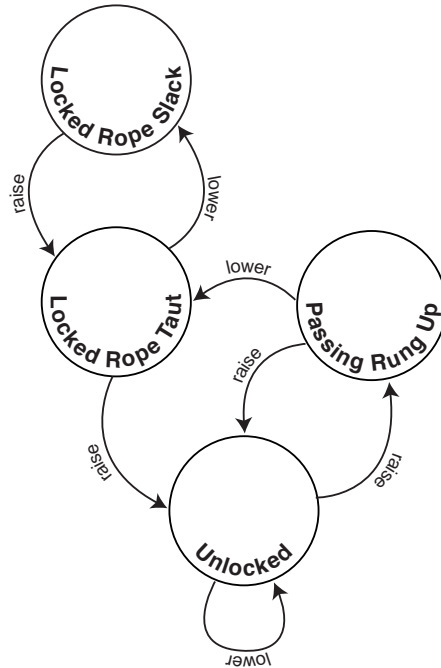 Locked Rope Slack
raise
lower
Locked Rope Taut
lower
Passing Rung Up
raise
raise
raise
Unlocked
lower